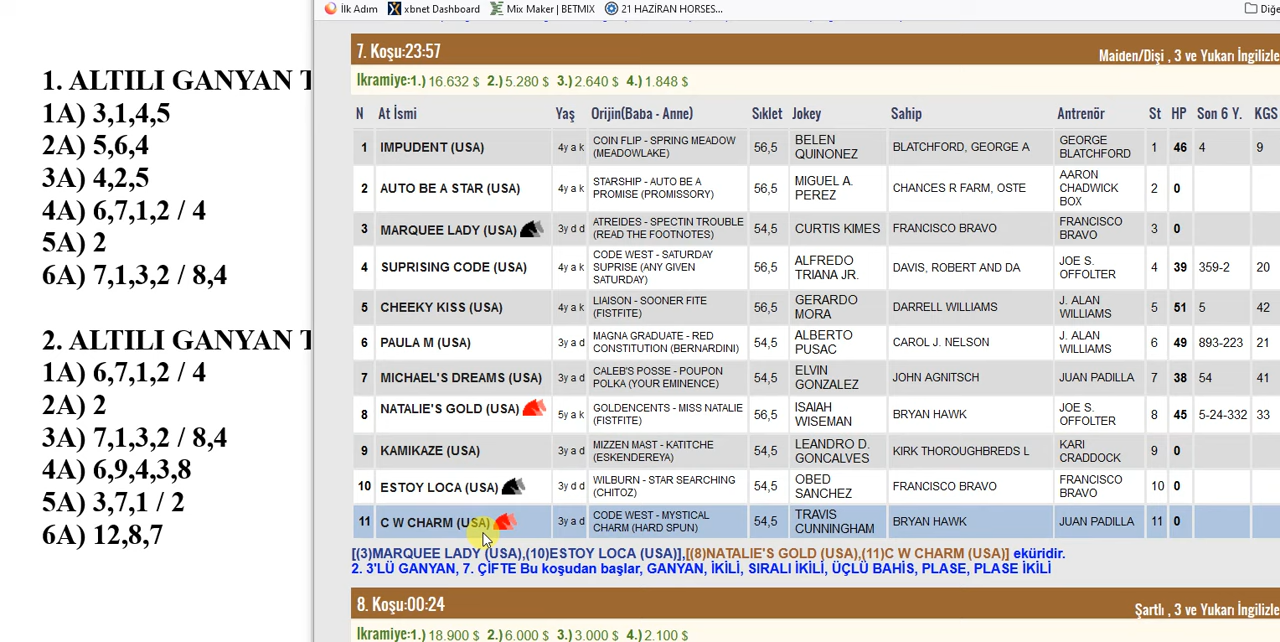 İlk Adım xbnet Dashboard Mix Maker | BETMIX 21 HAZİRAN HORSES...
1. ALTILI GANYAN
1A) 3,1,4,5
2A) 5,6,4
3A) 4,2,5
4A) 6,7,1,2 / 4
5A) 2
6A) 7,1,3,2 / 8,4
2. ALTILI GANYAN
1A) 6,7,1,2 / 4
2A) 2
3A) 7,1,3,2 / 8,4
4A) 6,9,4,3,8
5A) 3,7,1 / 2
6A) 12,8,7
7. Koşu:23:57 Maiden/Dişi , 3 ve Yukarı İngilizle
İkramiye:1.) 16.632 $ 2.) 5.280 $ 3.) 2.640 $ 4.) 1.848 $
N At İsmi Yaş Orijin(Baba - Anne) Sıklet Jokey Sahip Antrenör St HP Son 6 Y. KGS
1 IMPUDENT (USA) 4y a k COIN FLIP - SPRING MEADOW (MEADOWLAKE) 56,5 BELEN QUINONEZ BLATCHFORD, GEORGE A GEORGE BLATCHFORD 1 46 4 9
2 AUTO BE A STAR (USA) 4y a k STARSHIP - AUTO BE A PROMISE (PROMISSORY) 56,5 MIGUEL A. PEREZ CHANCES R FARM, OSTE AARON CHADWICK BOX 2 0
3 MARQUEE LADY (USA) 3y d d ATREIDES - SPECTIN TROUBLE (READ THE FOOTNOTES) 54,5 CURTIS KIMES FRANCISCO BRAVO FRANCISCO BRAVO 3 0
4 SUPRISING CODE (USA) 4y a k CODE WEST - SATURDAY SUPRISE (ANY GIVEN SATURDAY) 56,5 ALFREDO TRIANA JR. DAVIS, ROBERT AND DA JOE S. OFFOLTER 4 39 359-2 20
5 CHEEKY KISS (USA) 4y a k LIAISON - SOONER FITE (FISTFITE) 56,5 GERARDO MORA DARRELL WILLIAMS J. ALAN WILLIAMS 5 51 5 42
6 PAULA M (USA) 3y a d MAGNA GRADUATE - RED CONSTITUTION (BERNARDINI) 54,5 ALBERTO PUSAC CAROL J. NELSON J. ALAN WILLIAMS 6 49 893-223 21
7 MICHAEL'S DREAMS (USA) 3y a d CALEB'S POSSE - POUPON POLKA (YOUR EMINENCE) 54,5 ELVIN GONZALEZ JOHN AGNITSCH JUAN PADILLA 7 38 54 41
8 NATALIE'S GOLD (USA) 5y a k GOLDENCENTS - MISS NATALIE (FISTFITE) 56,5 ISAIAH WISEMAN BRYAN HAWK JOE S. OFFOLTER 8 45 5-24-332 33
9 KAMIKAZE (USA) 3y a d MIZZEN MAST - KATITCHE (ESKENDEREYA) 54,5 LEANDRO D. GONCALVES KIRK THOROUGHBREDS L KARI CRADDOCK 9 0
10 ESTOY LOCA (USA) 3y d d WILBURN - STAR SEARCHING (CHITOZ) 54,5 OBED SANCHEZ FRANCISCO BRAVO FRANCISCO BRAVO 10 0
11 C W CHARM (USA) 3y a d CODE WEST - MYSTICAL CHARM (HARD SPUN) 54,5 TRAVIS CUNNINGHAM BRYAN HAWK JUAN PADILLA 11 0
[(3)MARQUEE LADY (USA),(10)ESTOY LOCA (USA)],[(8)NATALIE'S GOLD (USA),(11)C W CHARM (USA)] eküridir.
2. 3'LÜ GANYAN, 7. ÇİFTE Bu koşudan başlar, GANYAN, İKİLİ, SIRALI İKİLİ, ÜÇLÜ BAHİS, PLASE, PLASE İKİLİ
8. Koşu:00:24 Şartlı , 3 ve Yukarı İngilizle
İkramiye:1.) 18.900 $ 2.) 6.000 $ 3.) 3.000 $ 4.) 2.100 $